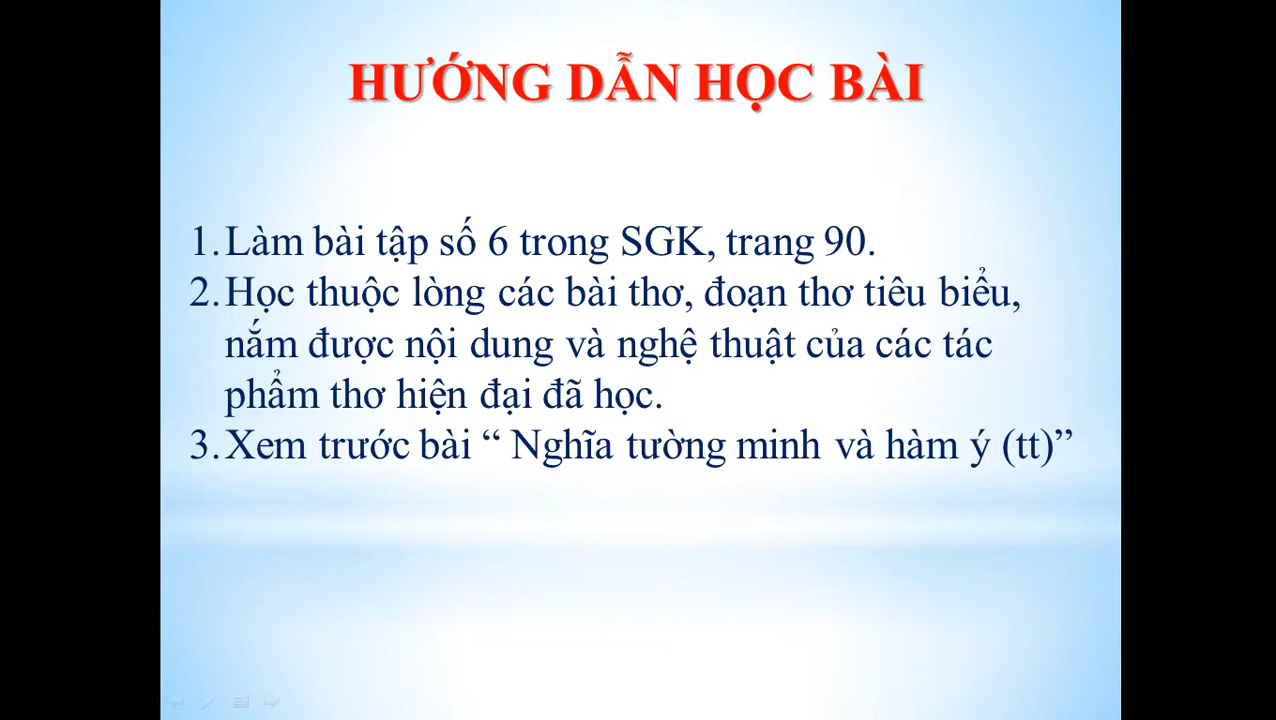 HƯỚNG DẪN HỌC BÀI
1. Làm bài tập số 6 trong SGK, trang 90.
2. Học thuộc lòng các bài thơ, đoạn thơ tiêu biểu,
nắm được nội dung và nghệ thuật của các tác
phẩm thơ hiện đại đã học.
3. Xem trước bài “ Nghĩa tường minh và hàm ý (tt)”